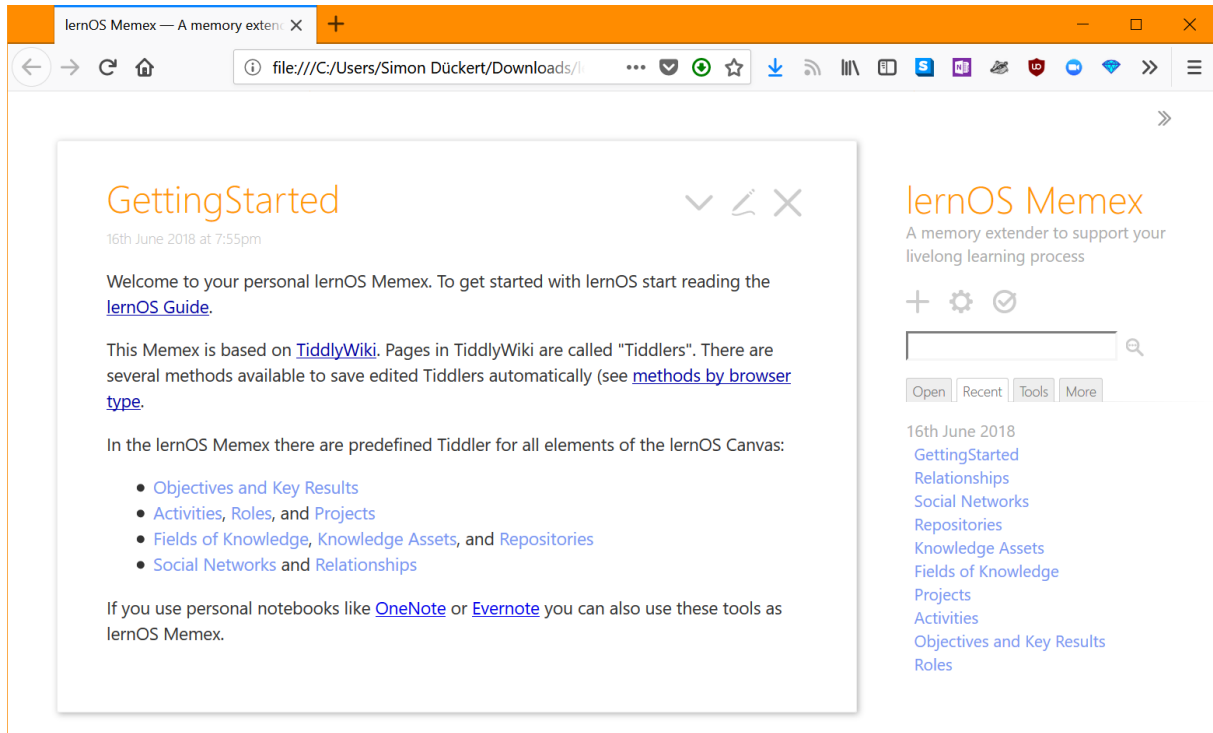 lernOS Memex — A memory extenc
file:///C:/Users/Simon Dückert/Downloads/l
GettingStarted
16th June 2018 at 7:55pm
Welcome to your personal lernOS Memex. To get started with lernOS start reading the
lernOS Guide.
This Memex is based on TiddlyWiki. Pages in TiddlyWiki are called "Tiddlers". There are
several methods available to save edited Tiddlers automatically (see methods by browser
type.
In the lernOS Memex there are predefined Tiddler for all elements of the lernOS Canvas:
Objectives and Key Results
Activities, Roles, and Projects
Fields of Knowledge, Knowledge Assets, and Repositories
Social Networks and Relationships
If you use personal notebooks like OneNote or Evernote you can also use these tools as
lernOS Memex.
lernOS Memex
A memory extender to support your
livelong learning process
Open Recent Tools More
16th June 2018
GettingStarted
Relationships
Social Networks
Repositories
Knowledge Assets
Fields of Knowledge
Projects
Activities
Objectives and Key Results
Roles